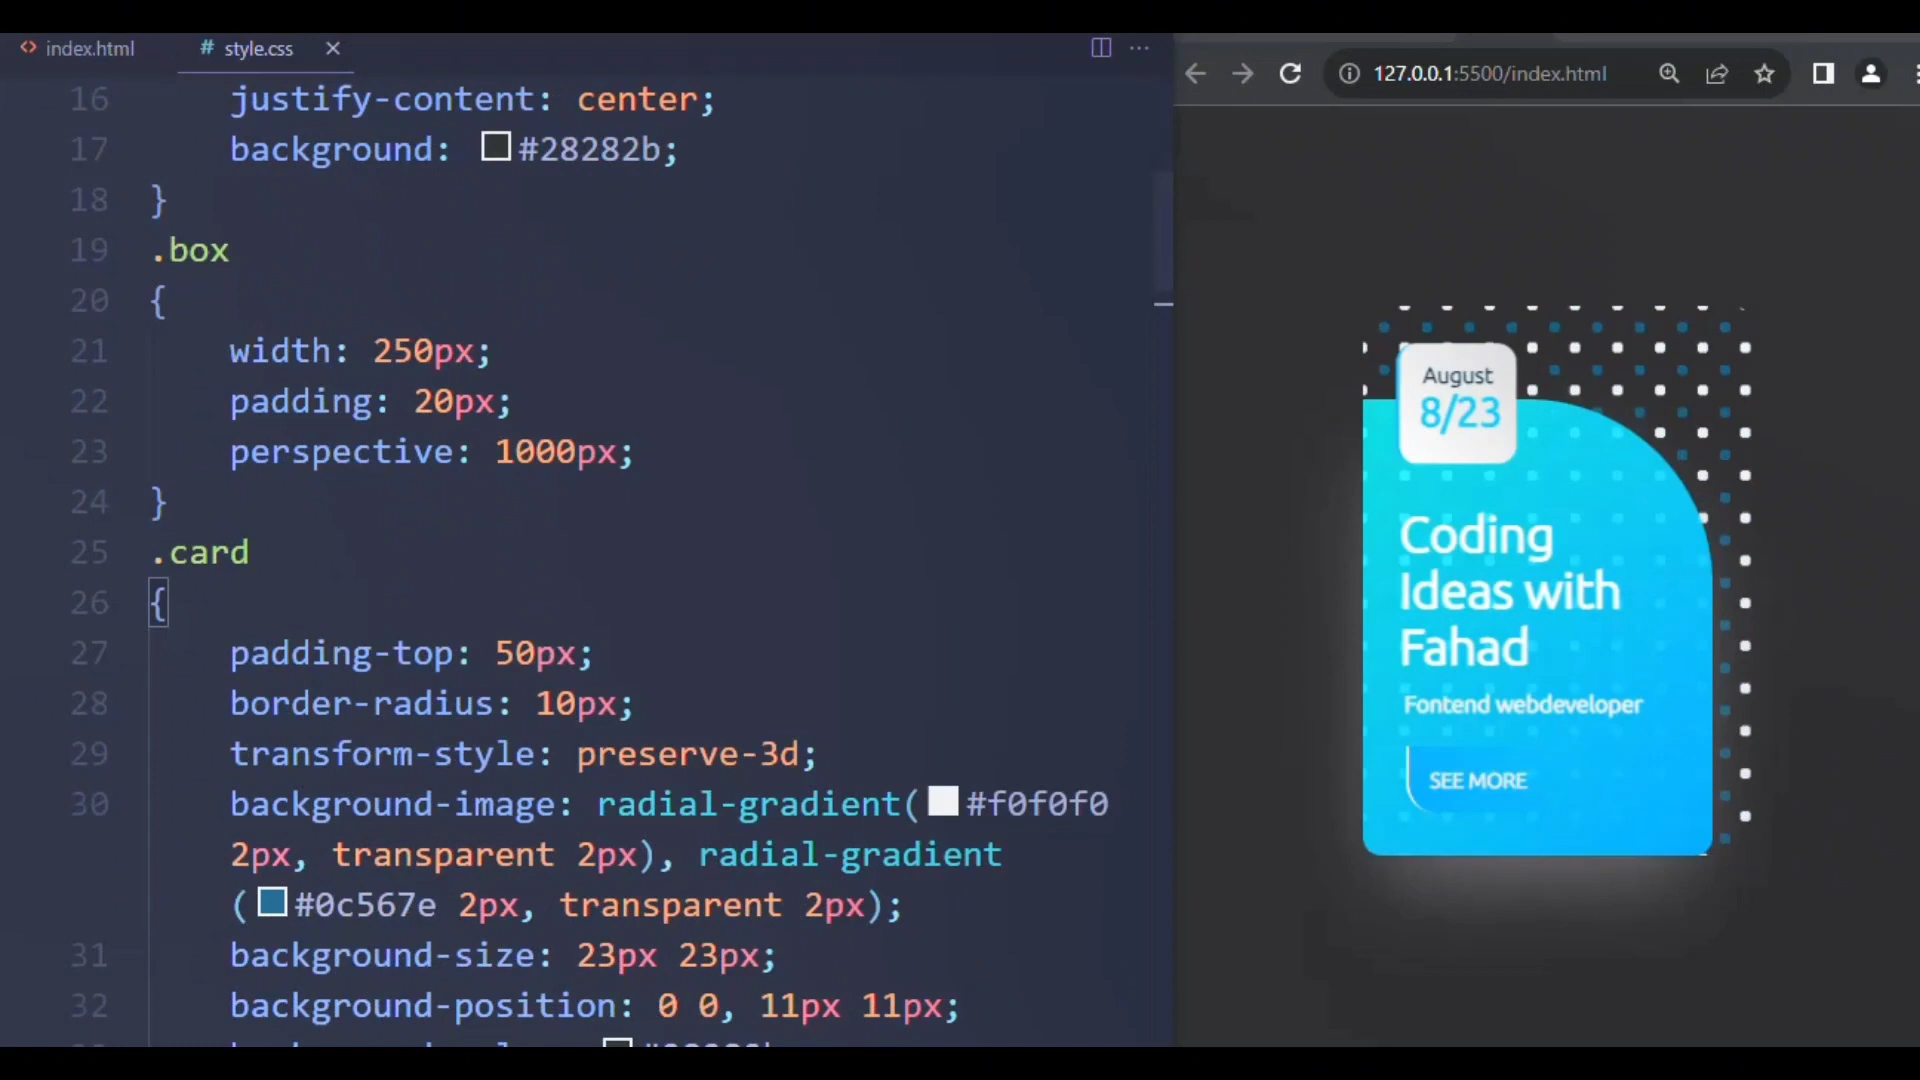 index.html
# style.css
127.0.0.1:5500/index.html
16 justify-content: center;
17 background: #28282b;
18 }
19 .box
20 {
21 width: 250px;
22 padding: 20px;
23 perspective: 1000px;
24 }
25 .card
26 {
27 padding-top: 50px;
28 border-radius: 10px;
29 transform-style: preserve-3d;
30 background-image: radial-gradient(#f0f0f0
2px, transparent 2px), radial-gradient
(#0c567e 2px, transparent 2px);
31 background-size: 23px 23px;
32 background-position: 0 0, 11px 11px;
August
8/23
Coding
Ideas with
Fahad
Fontend webdeveloper
SEE MORE